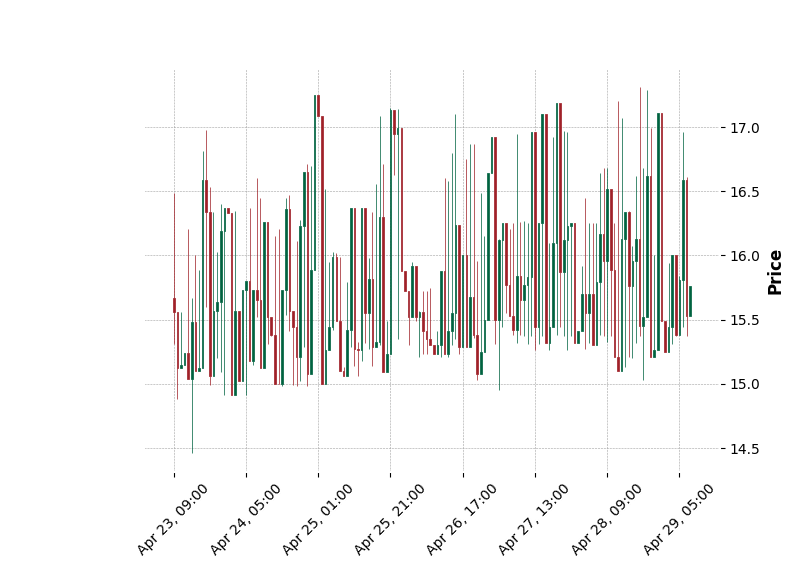 17.0
16.5
16.0
15.5
15.0
14.5
Price
Apr 23, 09:00
Apr 24, 05:00
Apr 25, 01:00
Apr 25, 21:00
Apr 26, 17:00
Apr 27, 13:00
Apr 28, 09:00
Apr 29, 05:00